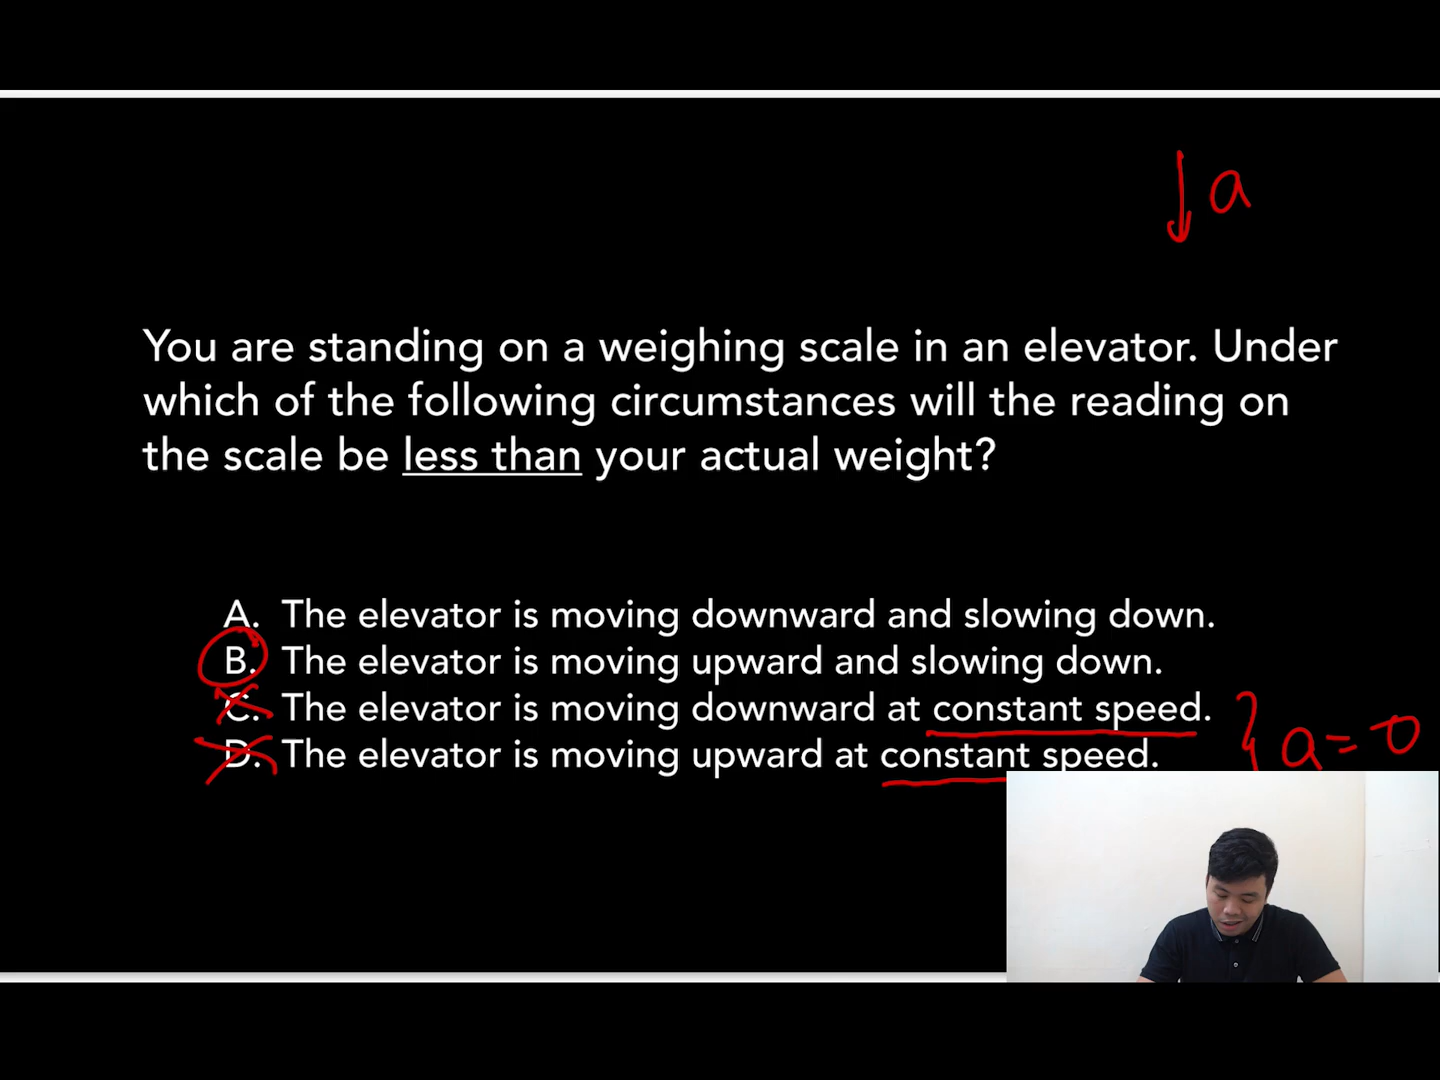 a
You are standing on a weighing scale in an elevator. Under
which of the following circumstances will the reading on
the scale be less than your actual weight?
A. The elevator is moving downward and slowing down.
B. The elevator is moving upward and slowing down.
C. The elevator is moving downward at constant speed.
D. The elevator is moving upward at constant speed.
a=0